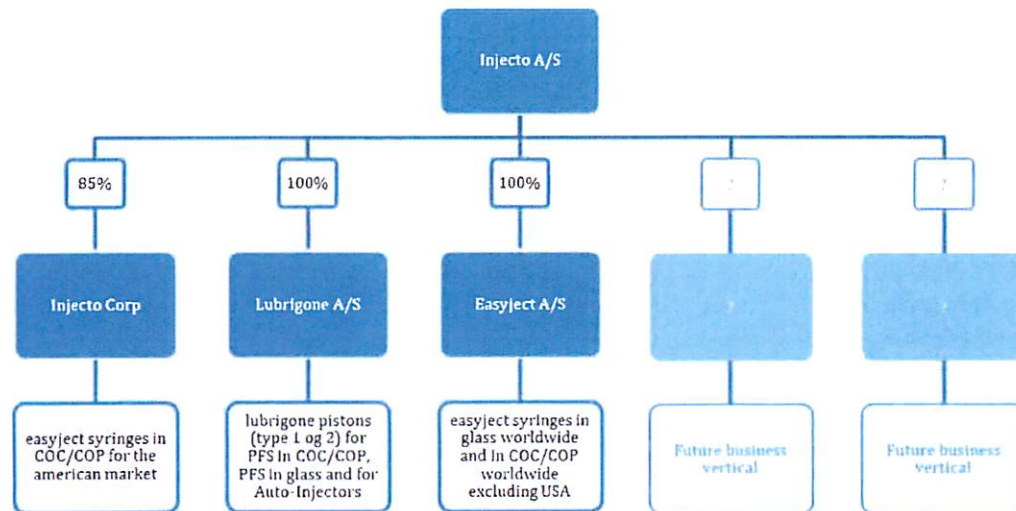 Injecto A/S
85%
100%
100%
?
?
Injecto Corp
Lubrigone A/S
Easyject A/S
?
?
easyject syringes in
COC/COP for the
american market
lubrigone pistons
(type 1 og 2) for
PFS in COC/COP,
PFS in glass and for
Auto-Injectors
easyject syringes in
glass worldwide
and in COC/COP
worldwide
excluding USA
Future business
vertical
Future business
vertical